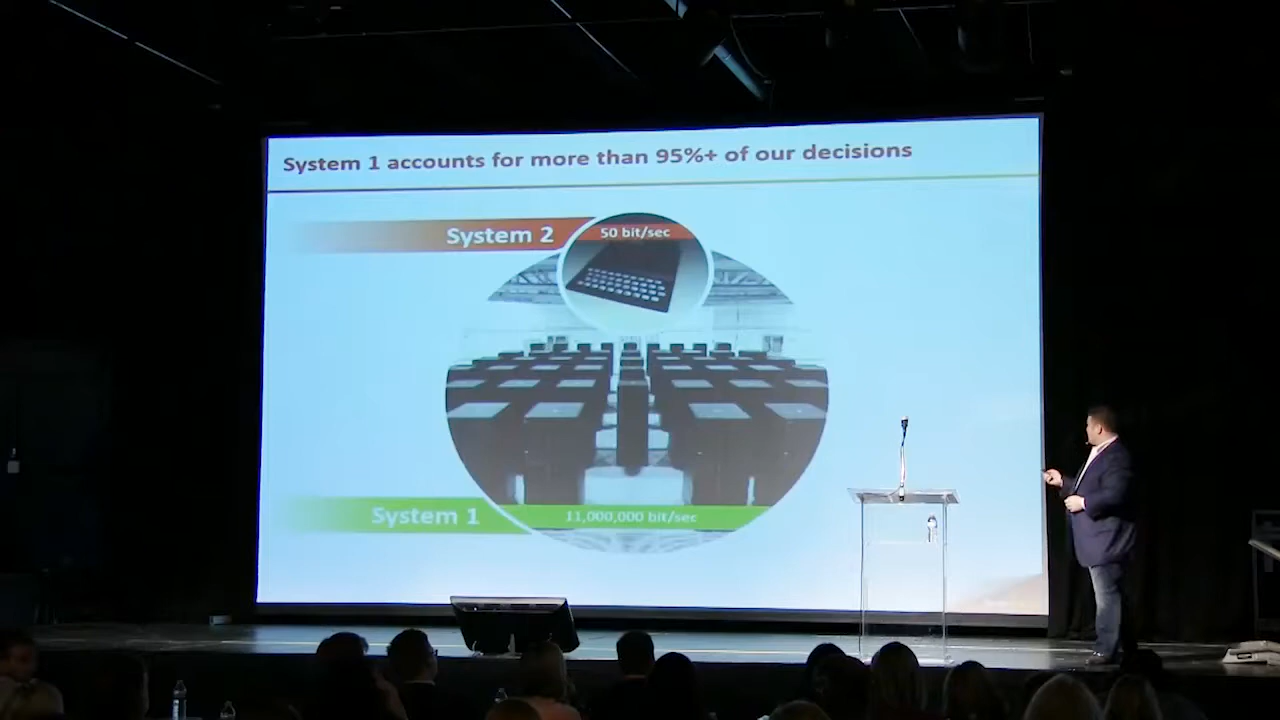 System 1 accounts for more than 95%+ of our decisions
System 2
50 bit/sec
System 1
11,000,000 bit/sec